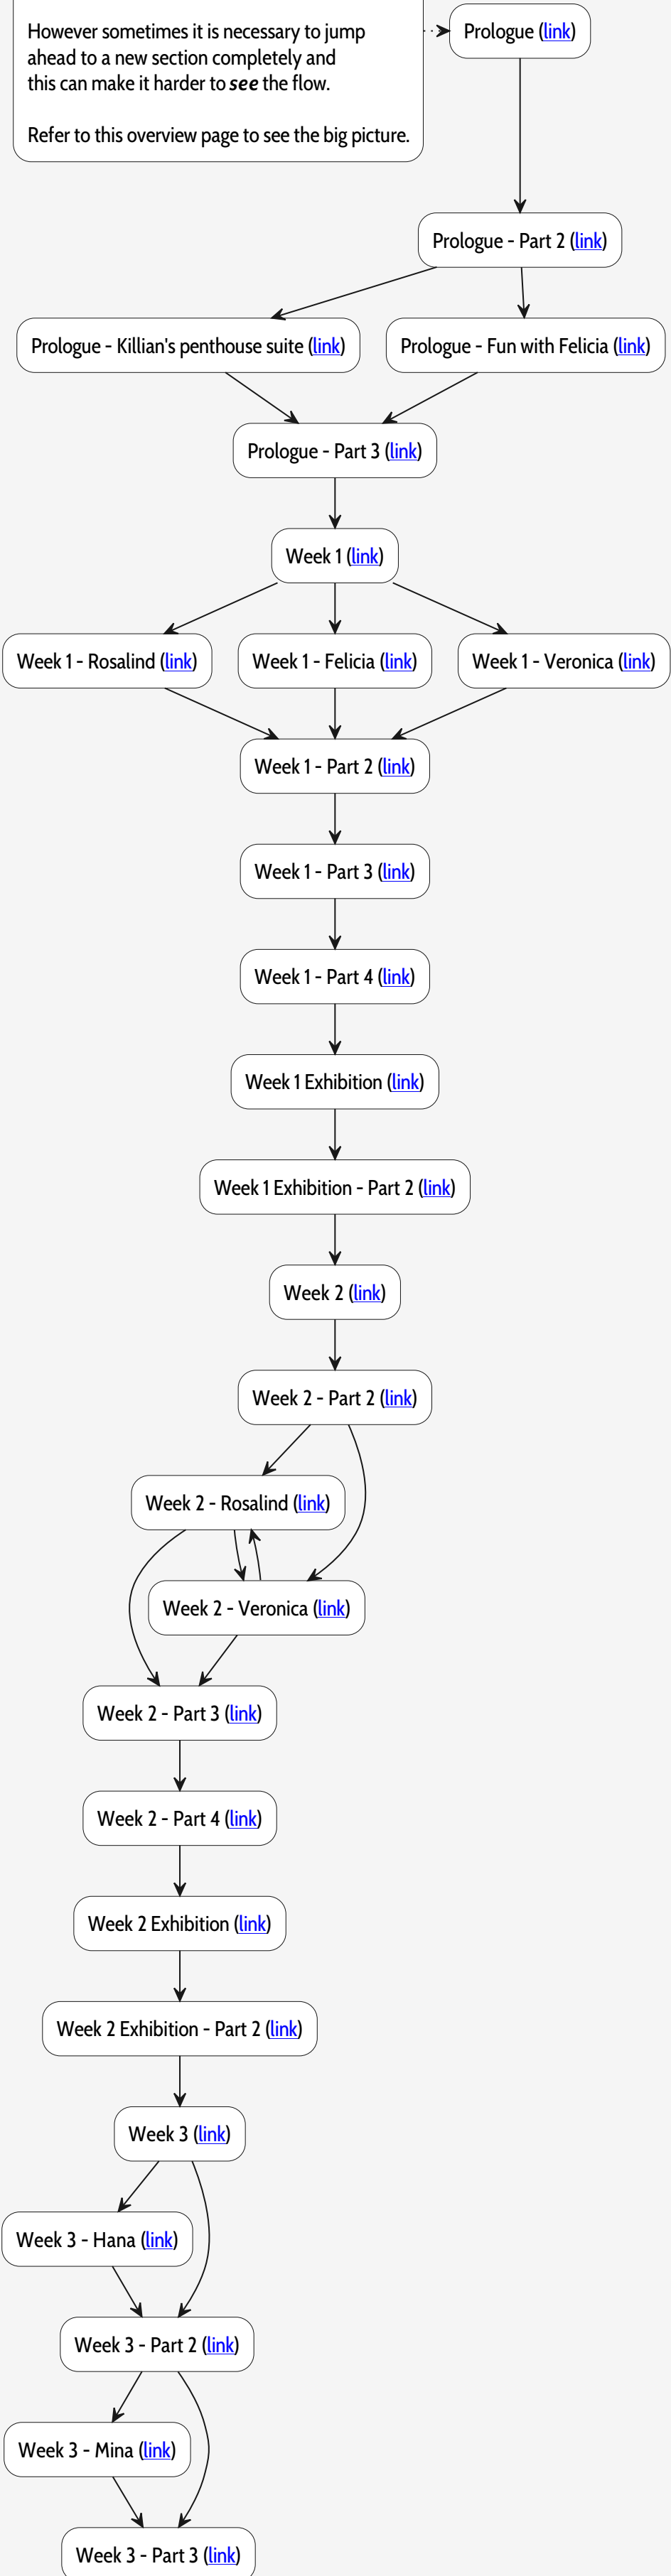 However sometimes it is necessary to jump
ahead to a new section completely and
this can make it harder to see the flow.
Refer to this overview page to see the big picture.
Prologue (link)
Prologue - Part 2 (link)
Prologue - Killian's penthouse suite (link)
Prologue - Fun with Felicia (link)
Prologue - Part 3 (link)
Week 1 (link)
Week 1 - Rosalind (link)
Week 1 - Felicia (link)
Week 1 - Veronica (link)
Week 1 - Part 2 (link)
Week 1 - Part 3 (link)
Week 1 - Part 4 (link)
Week 1 Exhibition (link)
Week 1 Exhibition - Part 2 (link)
Week 2 (link)
Week 2 - Part 2 (link)
Week 2 - Rosalind (link)
Week 2 - Veronica (link)
Week 2 - Part 3 (link)
Week 2 - Part 4 (link)
Week 2 Exhibition (link)
Week 2 Exhibition - Part 2 (link)
Week 3 (link)
Week 3 - Hana (link)
Week 3 - Part 2 (link)
Week 3 - Mina (link)
Week 3 - Part 3 (link)